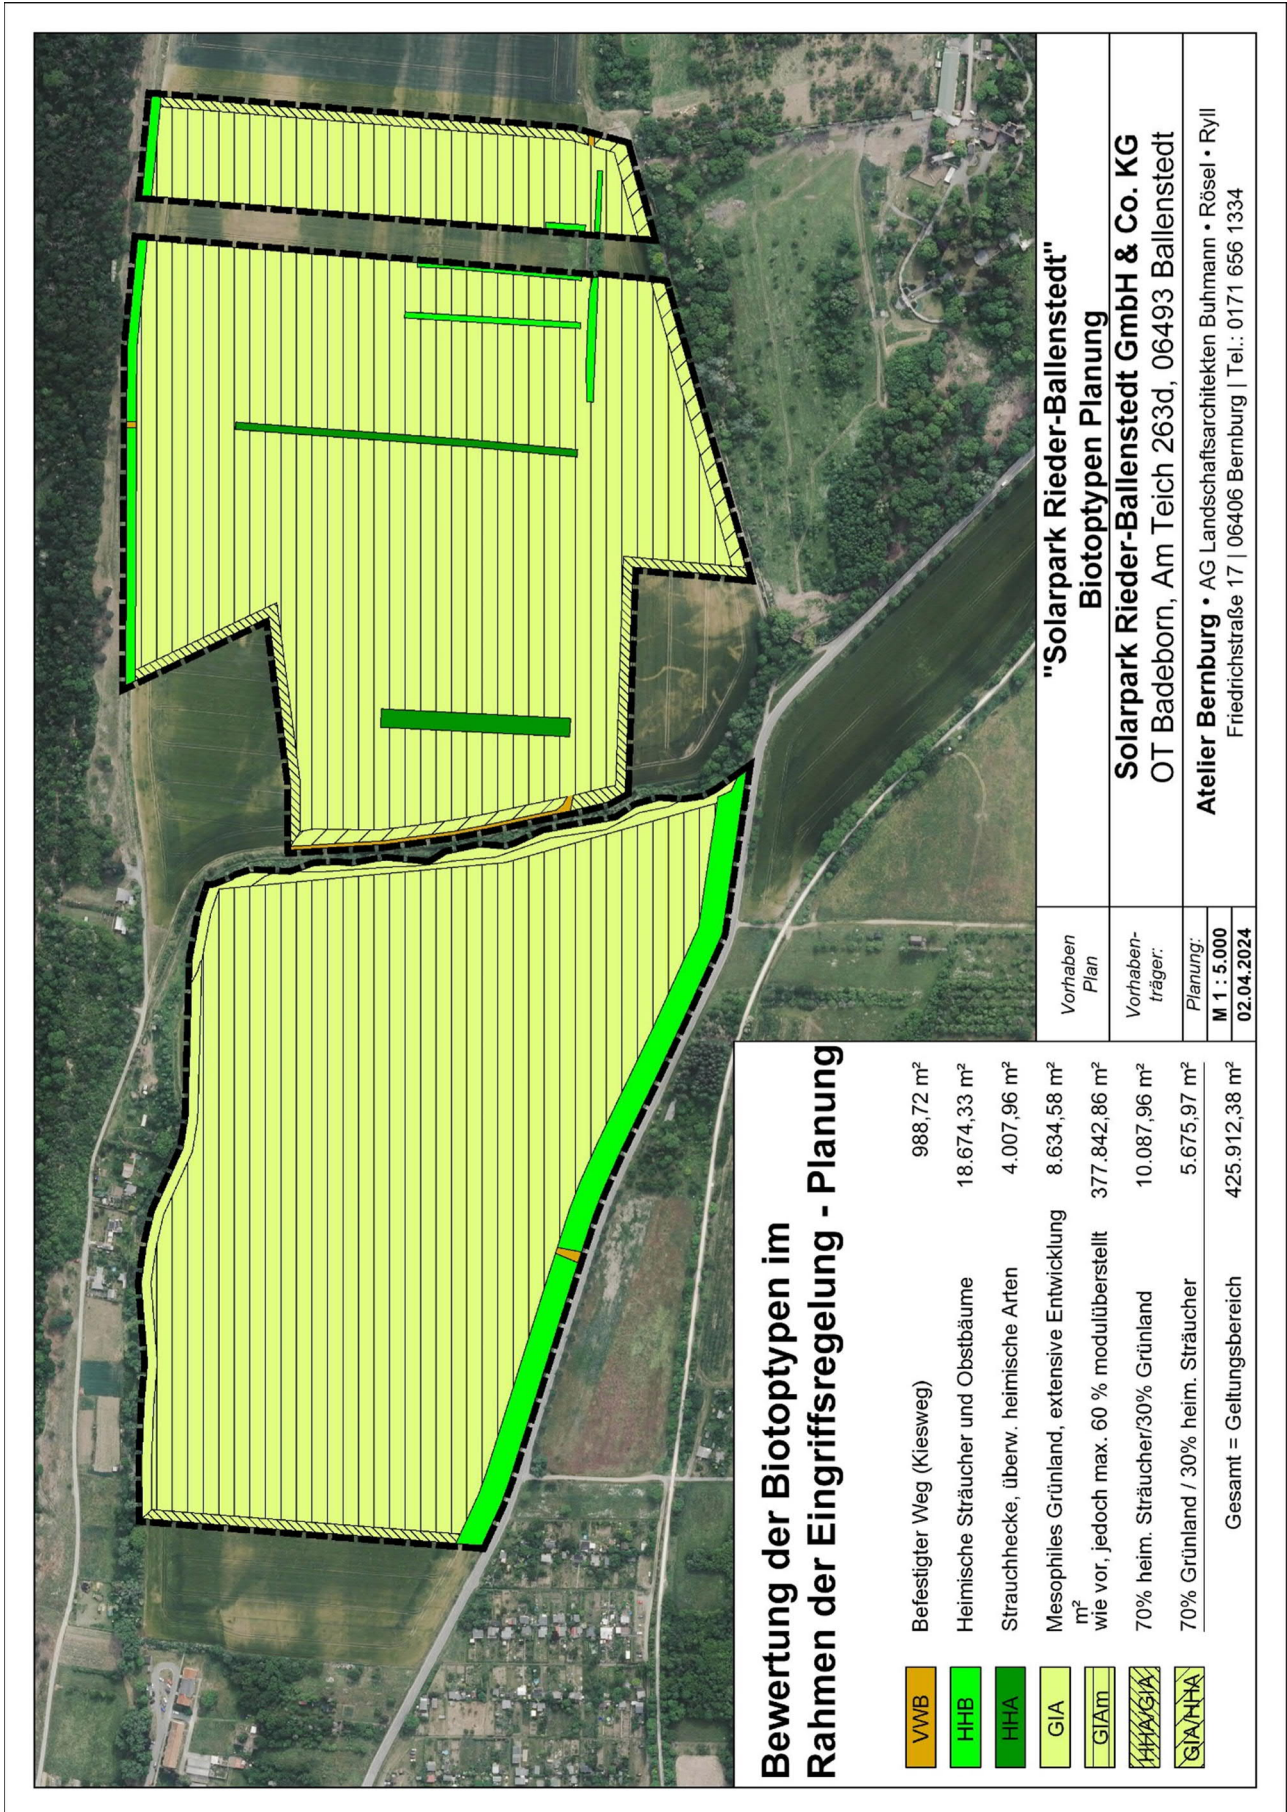 Bewertung der Biotoptypen im
Rahmen der Eingriffsregelung - Planung
VWB Befestigter Weg (Kiesweg) 988,72 m²
HHB Heimische Sträucher und Obstbäume 18.674,33 m²
HHA Strauchhecke, überw. heimische Arten 4.007,96 m²
GIA Mesophiles Grünland, extensive Entwicklung 8.634,58 m²
m²
GIAm wie vor, jedoch max. 60 % modulüberstellt 377.842,86 m²
HHA/GIA 70% heim. Sträucher/30% Grünland 10.087,96 m²
GIA/HHA 70% Grünland / 30% heim. Sträucher 5.675,97 m²
Gesamt = Geltungsbereich 425.912,38 m²
Vorhaben
Plan
"Solarpark Rieder-Ballenstedt"
Biotoptypen Planung
Vorhaben-
träger:
Solarpark Rieder-Ballenstedt GmbH & Co. KG
OT Badeborn, Am Teich 263d, 06493 Ballenstedt
Planung:
M 1 : 5.000
02.04.2024
Atelier Bernburg • AG Landschaftsarchitekten Buhmann • Rösel • Ryll
Friedrichstraße 17 | 06406 Bernburg | Tel.: 0171 656 1334